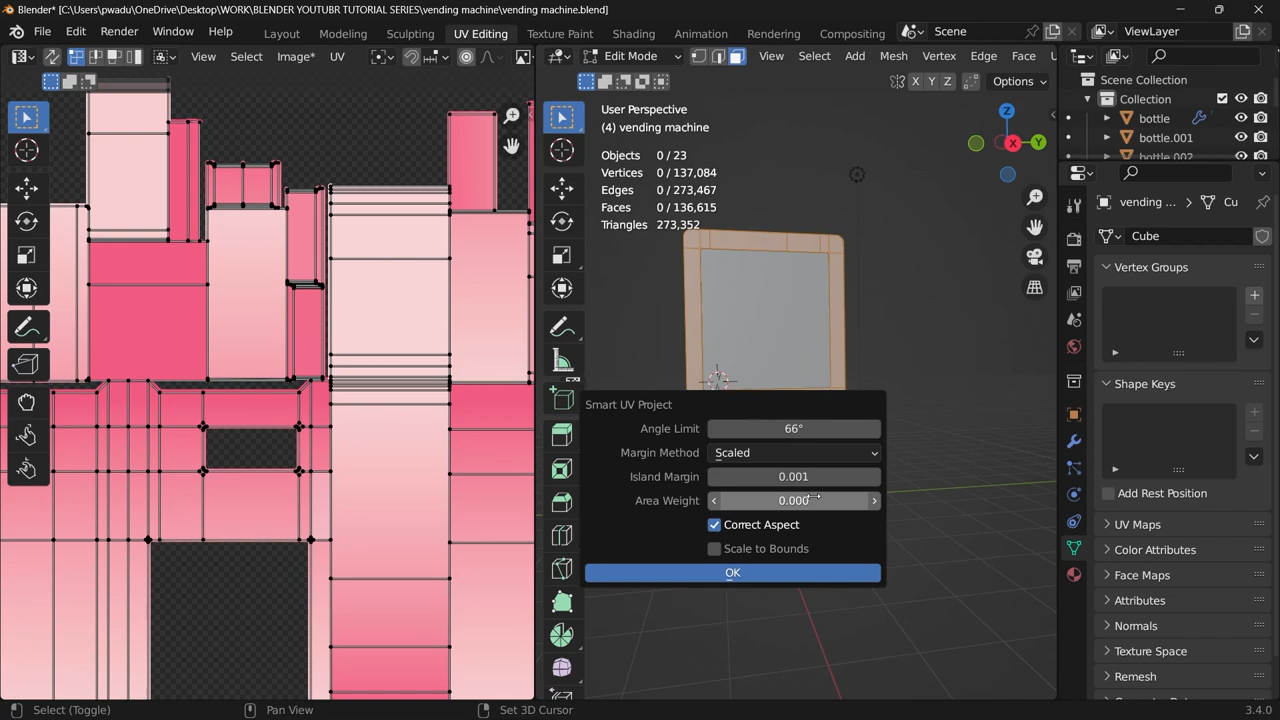 Blender* [C:\Users\pwadu\OneDrive\Desktop\WORK\BLENDER YOUTUBR TUTORIAL SERIES\vending machine\vending machine.blend]
File Edit Render Window Help Layout Modeling Sculpting UV Editing Texture Paint Shading Animation Rendering Compositing Scene ViewLayer
View Select Image* UV
Edit Mode View Select Add Mesh Vertex Edge Face U
X Y Z Options
Scene Collection
Collection
bottle
bottle.001
bottle.002
User Perspective
(4) vending machine
Objects 0 / 23
Vertices 0 / 137,084
Edges 0 / 273,467
Faces 0 / 136,615
Triangles 273,352
Z
X
Y
Smart UV Project
Angle Limit 66°
Margin Method Scaled
Island Margin 0.001
Area Weight 0.000
Correct Aspect
Scale to Bounds
OK
vending ... Cu
Cube
Vertex Groups
Shape Keys
Add Rest Position
UV Maps
Color Attributes
Face Maps
Attributes
Normals
Texture Space
Remesh
Select (Toggle) Pan View Set 3D Cursor 3.4.0